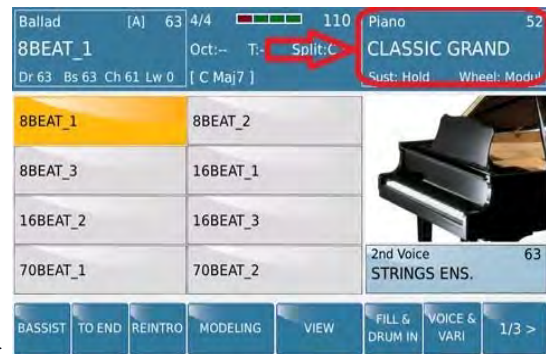 Ballad [A] 63
8BEAT_1
Dr 63 Bs 63 Ch 61 Lw 0
4/4 110
Oct:-- T:- Split:C
[ C Maj7 ]
Piano 52
CLASSIC GRAND
Sust: Hold Wheel: Modul
8BEAT_1 8BEAT_2
8BEAT_3 16BEAT_1
16BEAT_2 16BEAT_3
70BEAT_1 70BEAT_2
2nd Voice 63
STRINGS ENS.
BASSIST TO END REINTRO MODELING VIEW FILL & DRUM IN VOICE & VARI 1/3 >